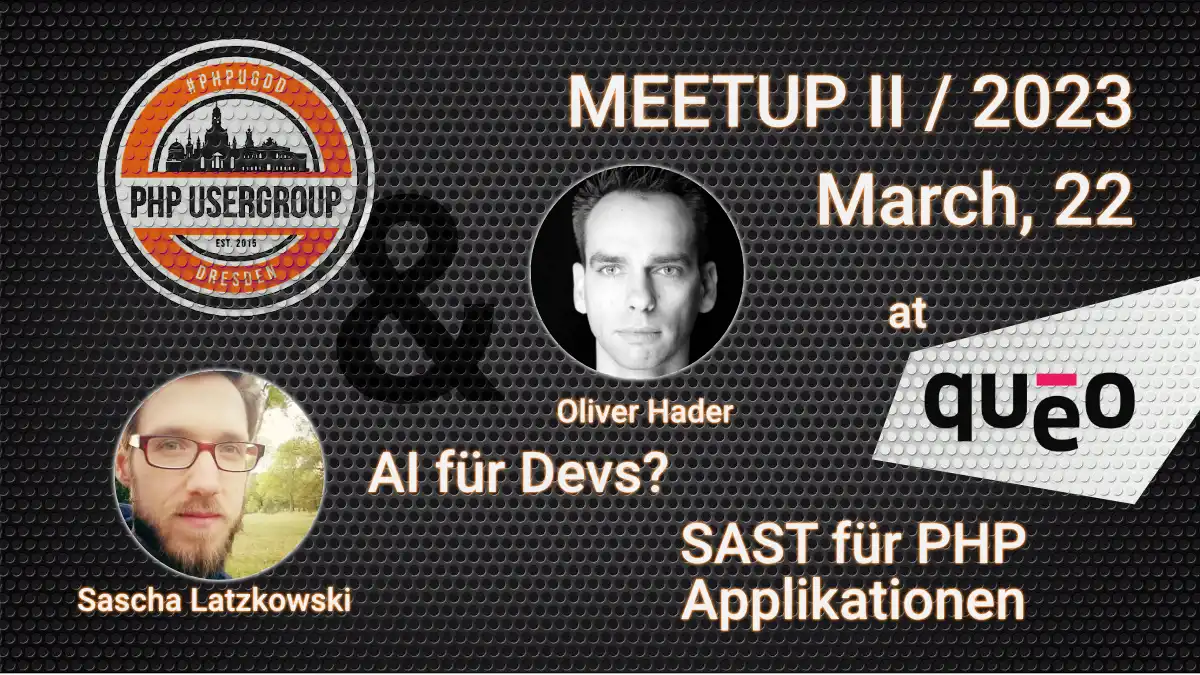 #PHPUGDD
PHP USERGROUP
EST. 2015
DRESDEN
&
MEETUP II / 2023
March, 22
at
queo
Oliver Hader
AI für Devs?
Sascha Latzkowski
SAST für PHP
Applikationen